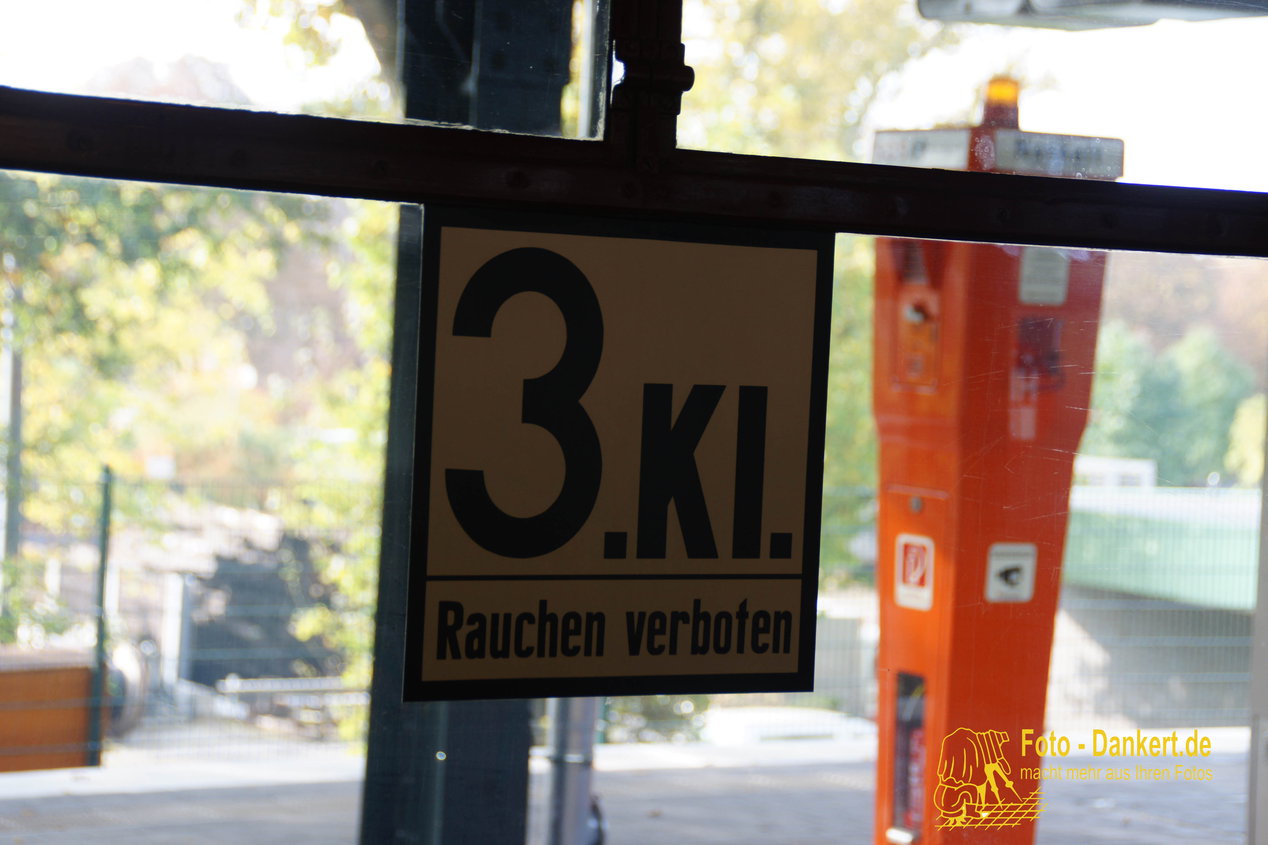 3.Kl.
Rauchen verboten
Foto - Dankert.de
macht mehr aus Ihren Fotos